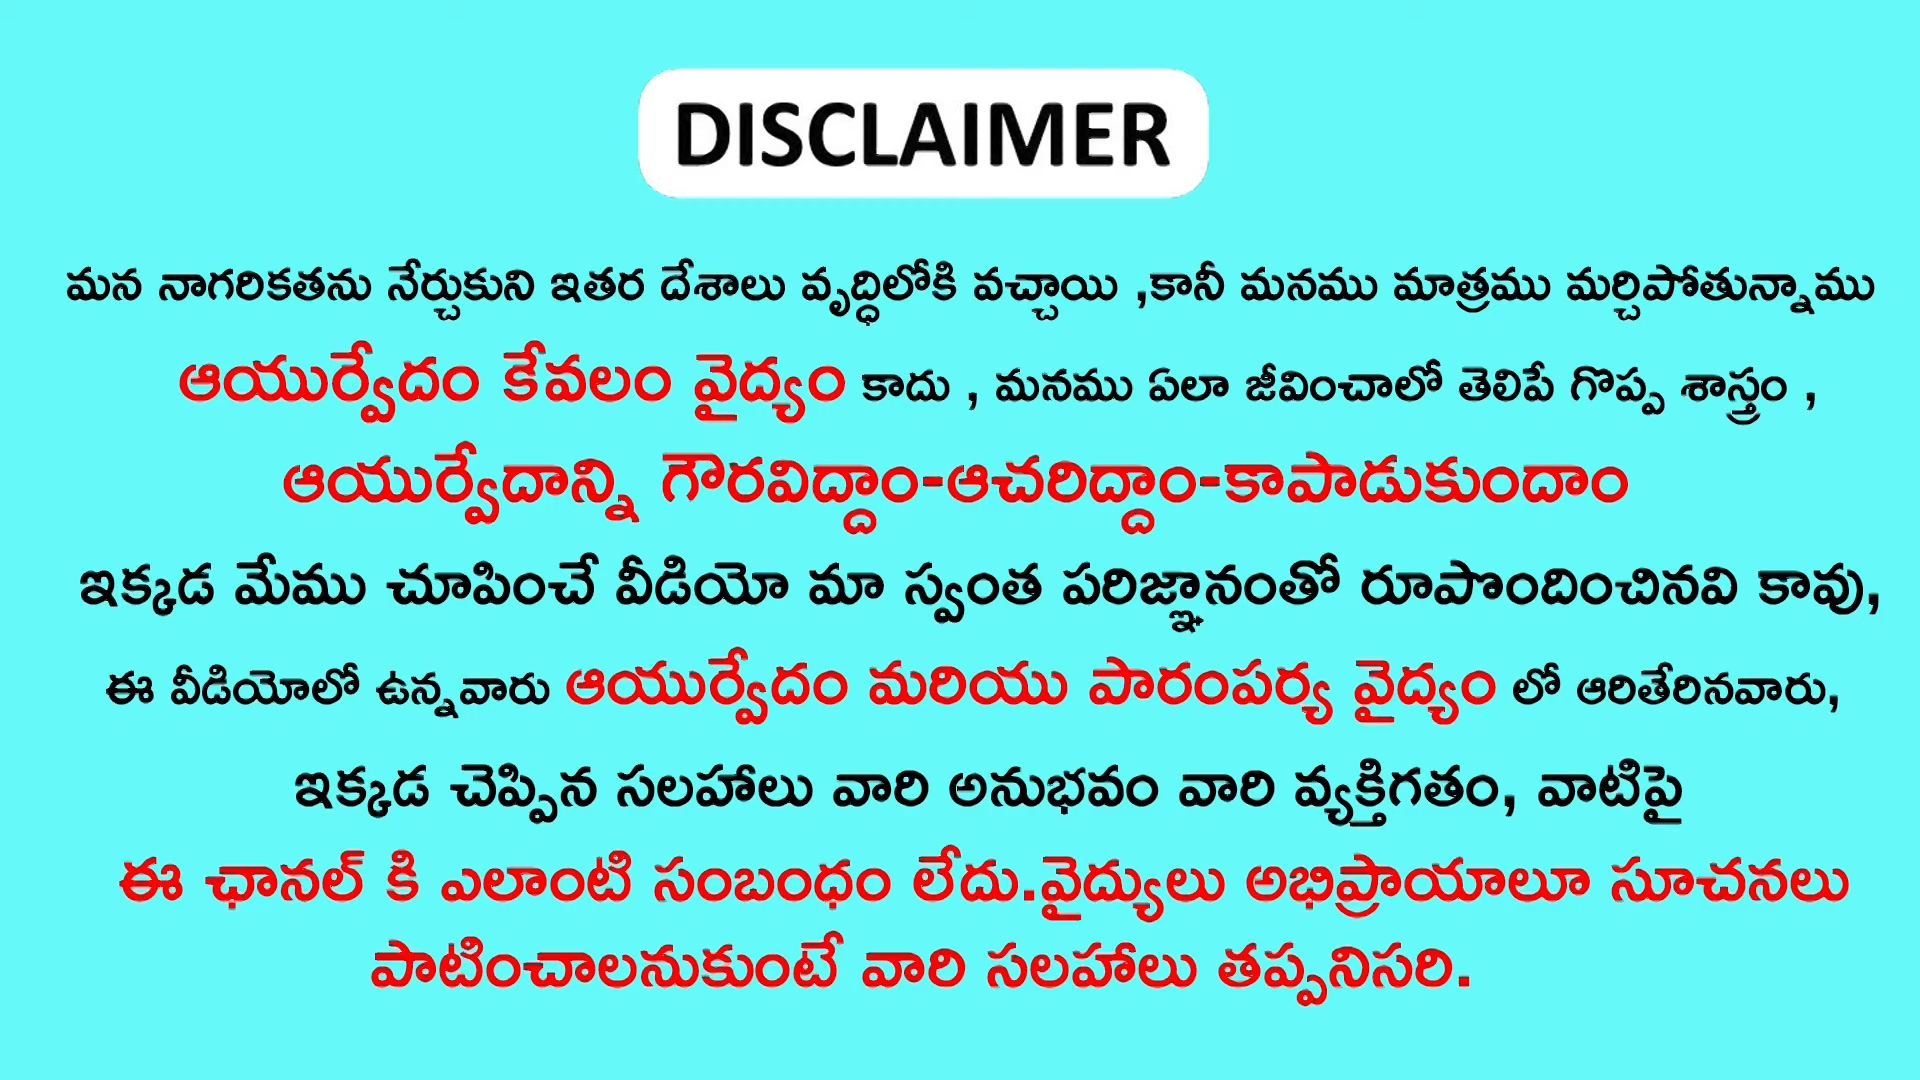 DISCLAIMER
మన నాగరికతను నేర్చుకుని ఇతర దేశాలు వృద్ధిలోకి వచ్చాయి ,కానీ మనము మాత్రము మర్చిపోతున్నాము
ఆయుర్వేదం కేవలం వైద్యం కాదు , మనము ఏలా జీవించాలో తెలిపే గొప్ప శాస్త్రం ,
ఆయుర్వేదాన్ని గౌరవిద్దాం-ఆచరిద్దాం-కాపాడుకుందాం
ఇక్కడ మేము చూపించే వీడియో మా స్వంత పరిజ్ఞానంతో రూపొందించినవి కావు,
ఈ వీడియోలో ఉన్నవారు ఆయుర్వేదం మరియు పారంపర్య వైద్యం లో ఆరితేరినవారు,
ఇక్కడ చెప్పిన సలహాలు వారి అనుభవం వారి వ్యక్తిగతం, వాటిపై
ఈ ఛానల్ కి ఎలాంటి సంబంధం లేదు.వైద్యులు అభిప్రాయాలూ సూచనలు
పాటించాలనుకుంటే వారి సలహాలు తప్పనిసరి.